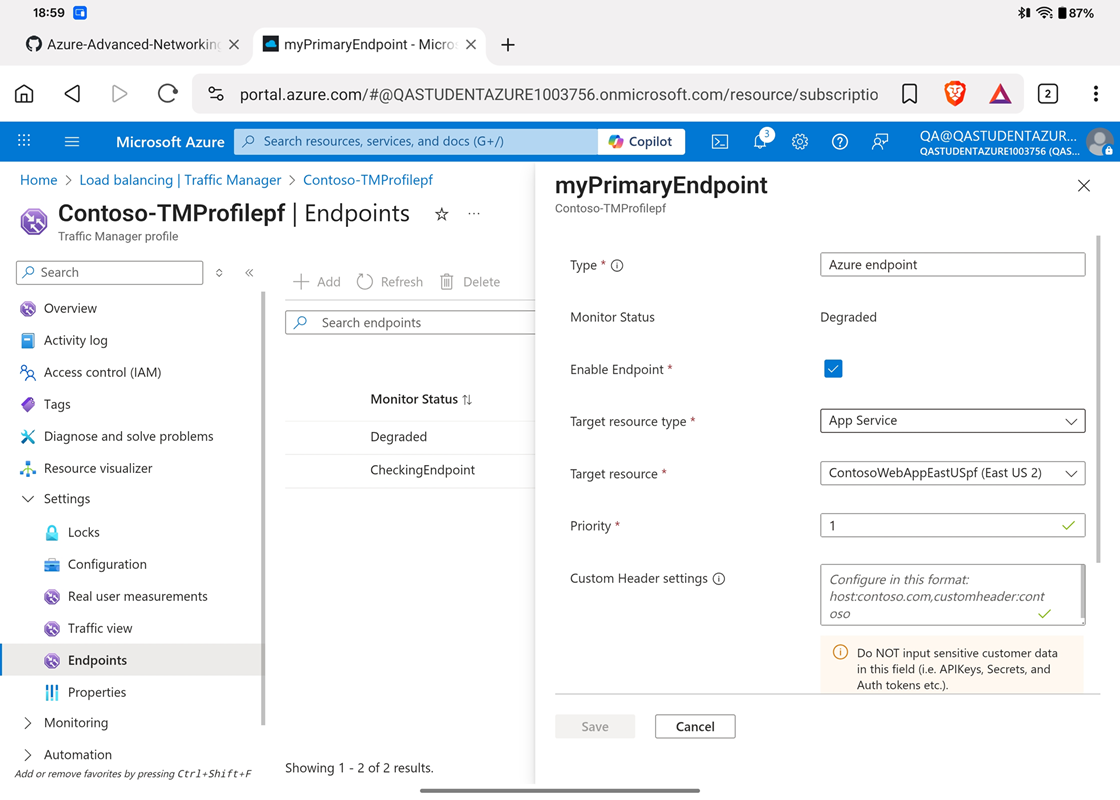 18:59
87%
Azure-Advanced-Networking
myPrimaryEndpoint - Micros
portal.azure.com/#@QASTUDENTAZURE1003756.onmicrosoft.com/resource/subscriptio
2
Microsoft Azure
Search resources, services, and docs (G+/)
Copilot
3
QA@QASTUDENTAZUR...
QASTUDENTAZURE1003756 (QAS...
Home > Load balancing | Traffic Manager > Contoso-TMProfilepf
Contoso-TMProfilepf | Endpoints
...
Traffic Manager profile
Search
Overview
Activity log
Access control (IAM)
Tags
Diagnose and solve problems
Resource visualizer
Settings
Locks
Configuration
Real user measurements
Traffic view
Endpoints
Properties
Monitoring
Automation
Add or remove favorites by pressing Ctrl+Shift+F
Add
Refresh
Delete
Search endpoints
Monitor Status
Degraded
CheckingEndpoint
Showing 1 - 2 of 2 results.
myPrimaryEndpoint
Contoso-TMProfilepf
Type *
Azure endpoint
Monitor Status
Degraded
Enable Endpoint *
Target resource type *
App Service
Target resource *
ContosoWebAppEastUSpf (East US 2)
Priority *
1
Custom Header settings
Configure in this format:
host:contoso.com,customheader:cont
oso
Do NOT input sensitive customer data
in this field (i.e. APIKeys, Secrets, and
Auth tokens etc.).
Save
Cancel